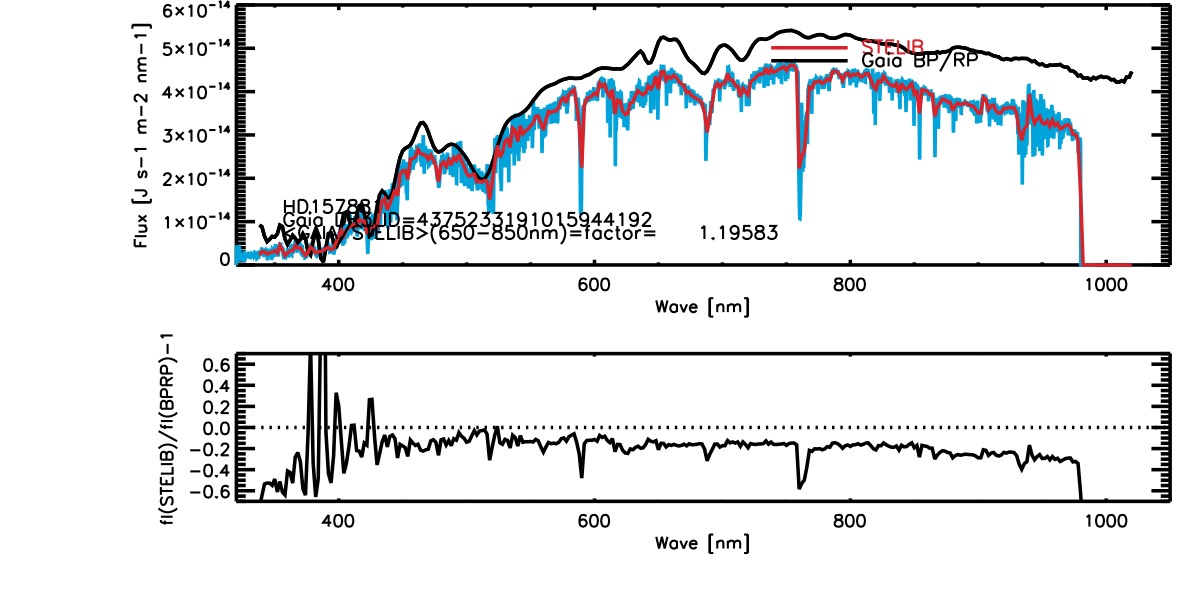 6×10−14
5×10−14
4×10−14
3×10−14
2×10−14
1×10−14
0
Flux [J s−1 m−2 nm−1]
STELIB
Gaia BP/RP
Gaia
<GAIA/STELIB>(650−850nm)=factor= 1.19583
400 600 800 1000
Wave [nm]
0.6
0.4
0.2
0.0
−0.2
−0.4
−0.6
fl(STELIB)/fl(BPRP)−1
400 600 800 1000
Wave [nm]